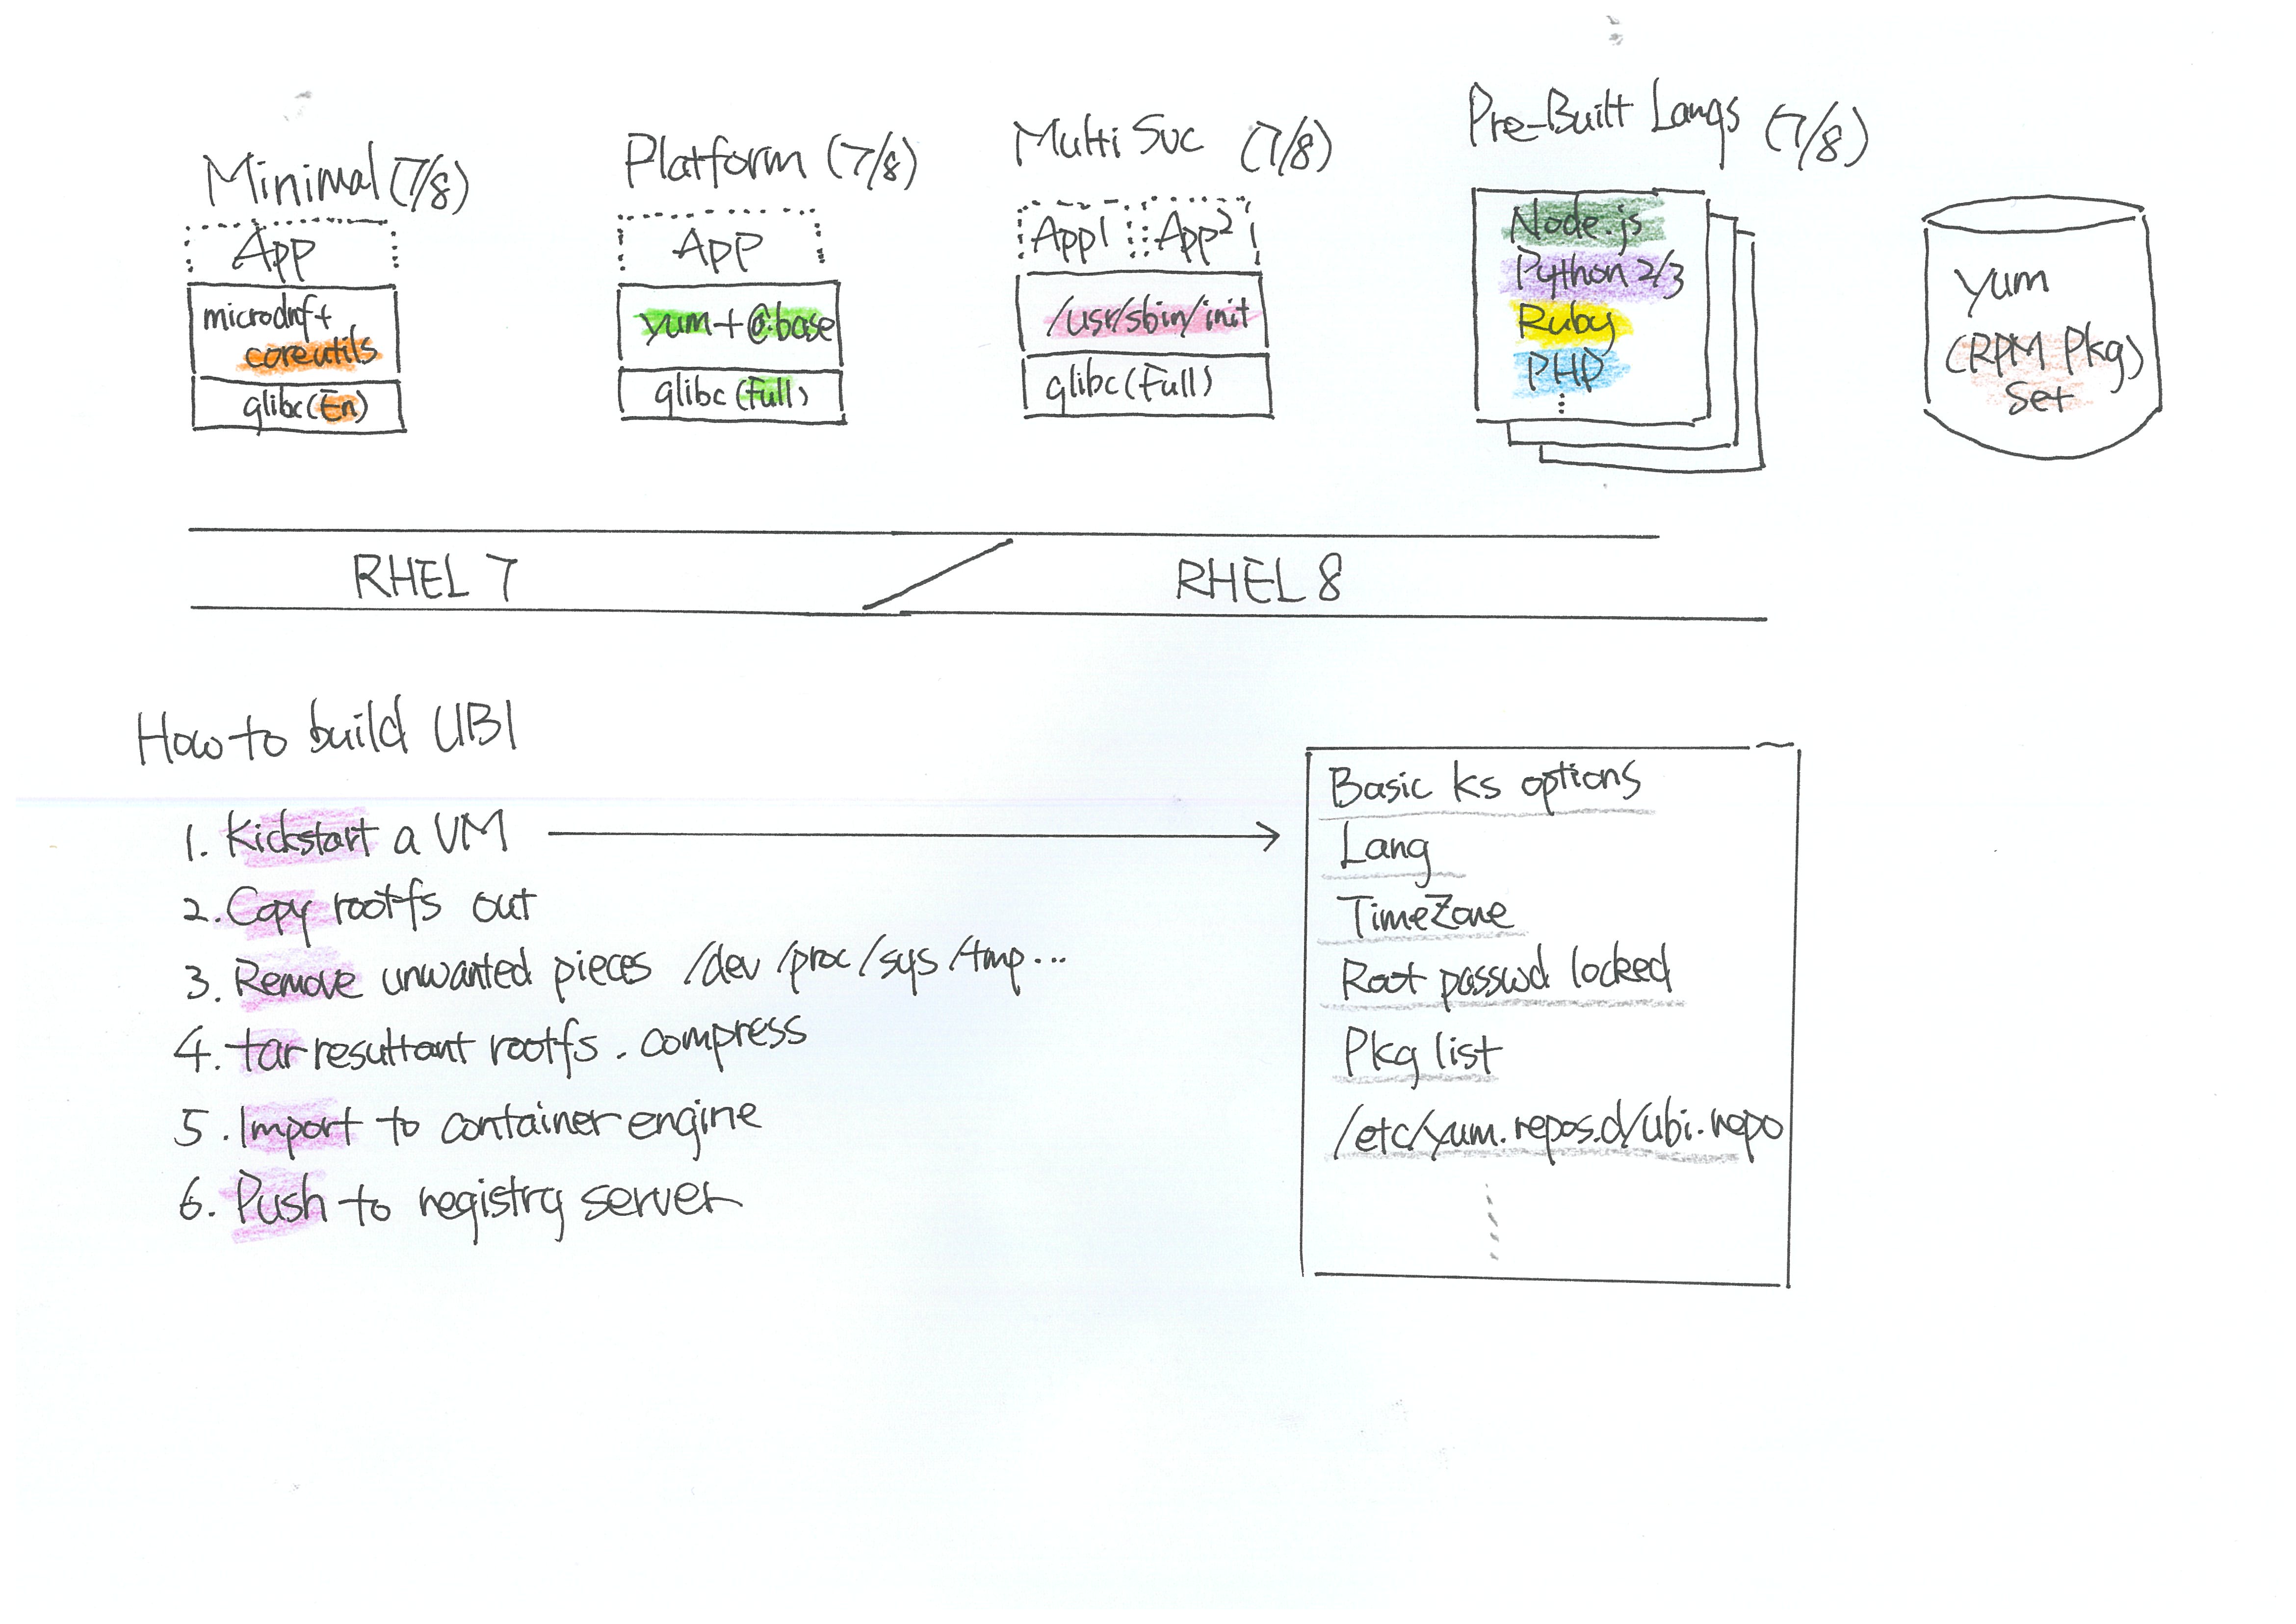 Minimal (7/8)
App
microdnf+
coreutils
glibc (En)
Platform (7/8)
App
yum + @base
glibc (Full)
Multi Svc (7/8)
App1 App2
/usr/sbin/init
glibc (Full)
Pre-Built Langs (7/8)
Node.js
Python 2/3
Ruby
PHP
⋮
yum
(RPM Pkg)
Set
RHEL 7 / RHEL 8
How to build UBI
1. Kickstart a VM
2. Copy rootfs out
3. Remove unwanted pieces /dev /proc /sys /tmp...
4. tar resultant rootfs. compress
5. Import to container engine
6. Push to registry server
Basic ks options
Lang
TimeZone
Root passwd locked
Pkg list
/etc/yum.repos.d/ubi.repo